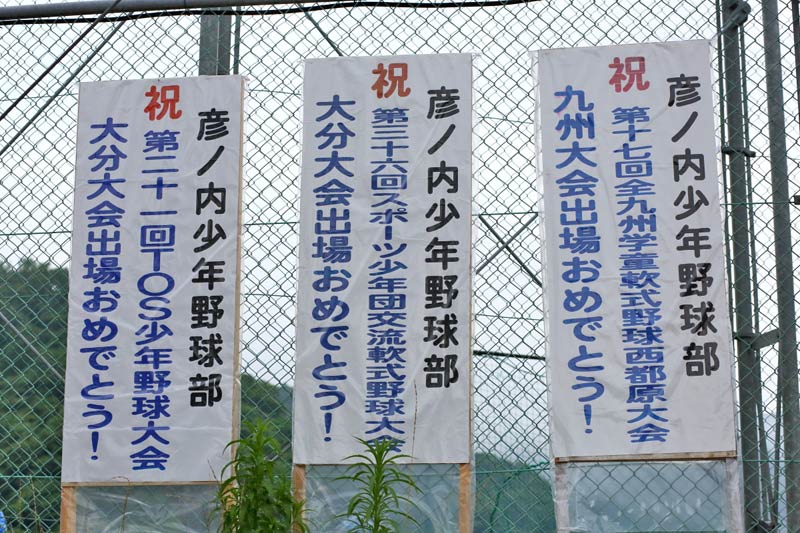 彦ノ内少年野球部
祝
第十七回全九州学童軟式野球西都原大会
九州大会出場おめでとう!
彦ノ内少年野球部
祝
第三十六回スポーツ少年団交流軟式野球大会
大分大会出場おめでとう!
彦ノ内少年野球部
祝
第二十一回TOS少年野球大会
大分大会出場おめでとう!